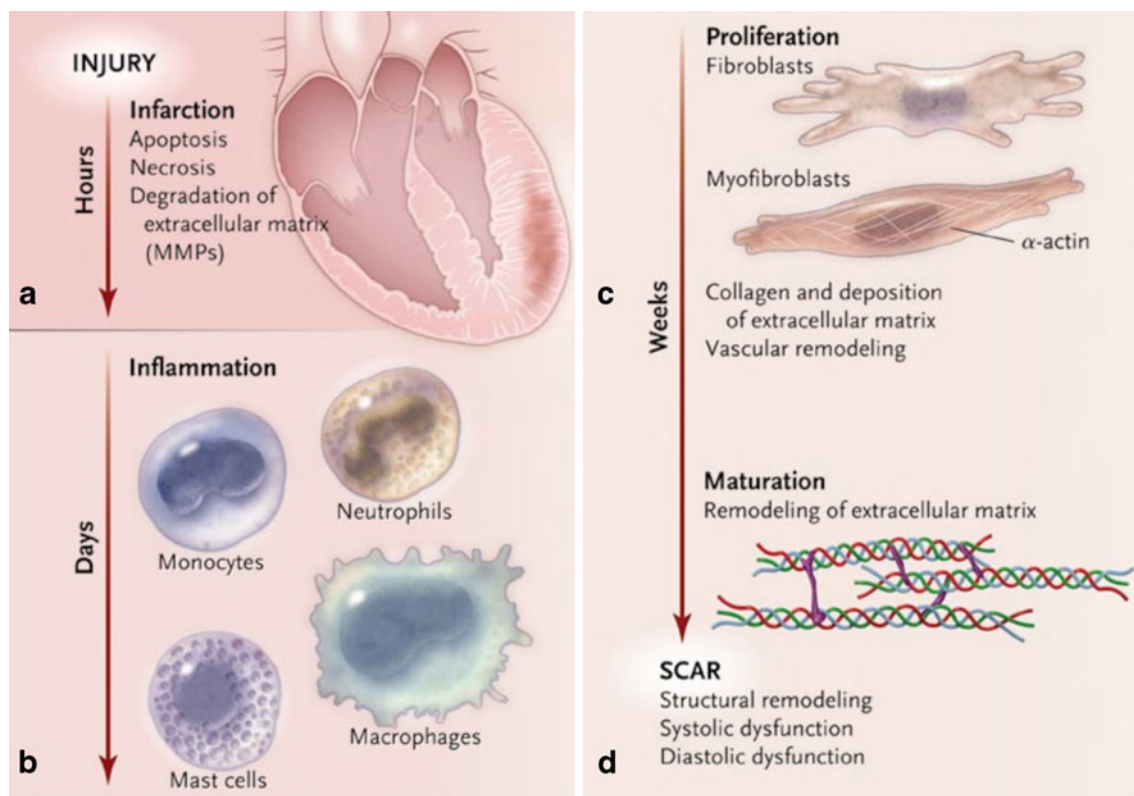 INJURY
Infarction
Apoptosis
Necrosis
Degradation of
extracellular matrix
(MMPs)
Hours
a
Inflammation
Neutrophils
Monocytes
Days
Macrophages
Mast cells
b
Proliferation
Fibroblasts
Myofibroblasts
α-actin
Collagen and deposition
of extracellular matrix
Vascular remodeling
Weeks
c
Maturation
Remodeling of extracellular matrix
SCAR
Structural remodeling
Systolic dysfunction
Diastolic dysfunction
d